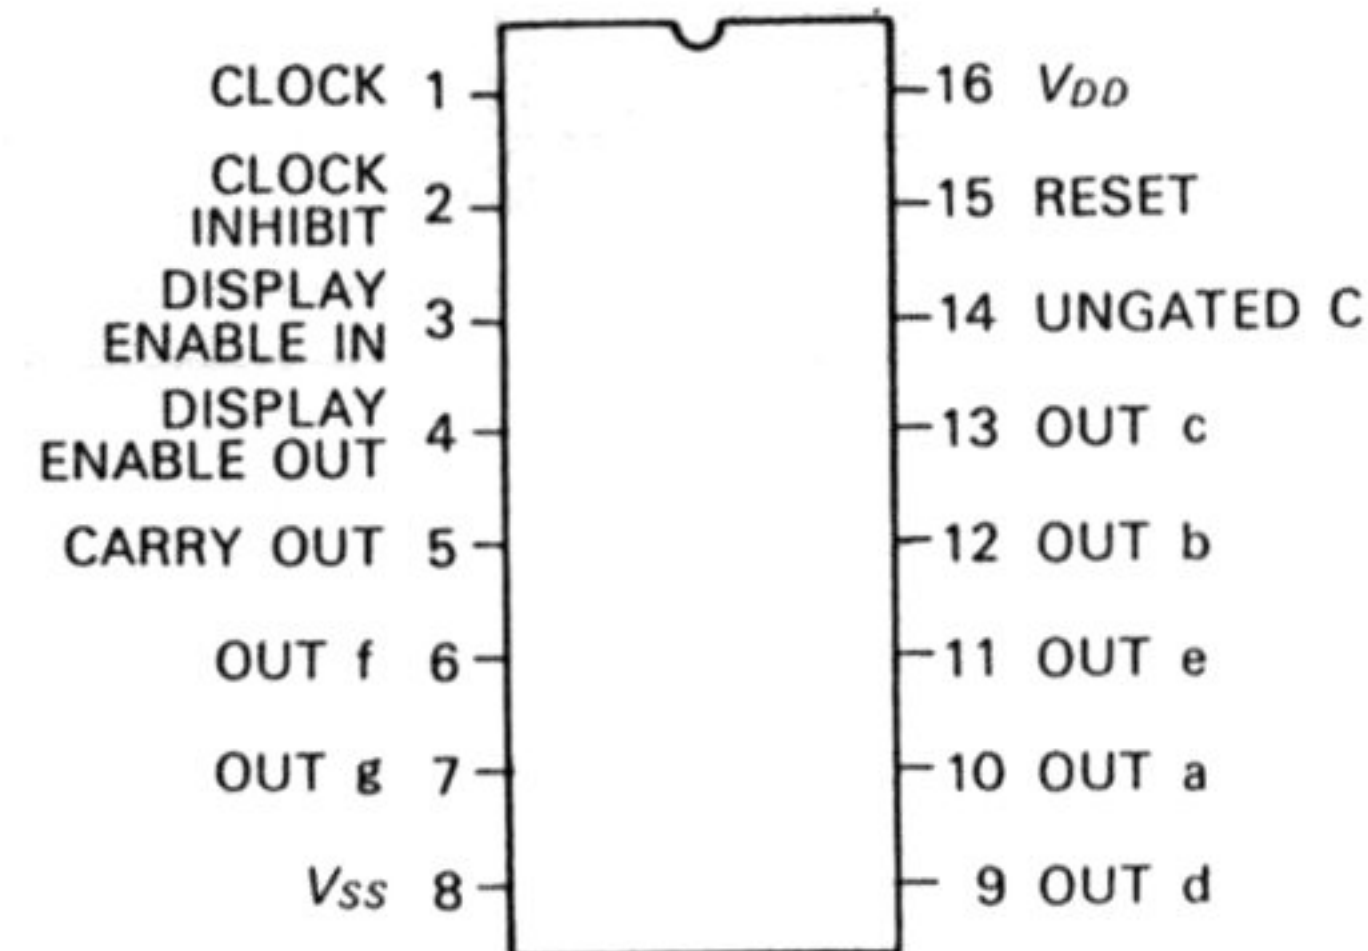 CLOCK 1
CLOCK
INHIBIT 2
DISPLAY
ENABLE IN 3
DISPLAY
ENABLE OUT 4
CARRY OUT 5
OUT f 6
OUT g 7
VSS 8
16 VDD
15 RESET
14 UNGATED C
13 OUT c
12 OUT b
11 OUT e
10 OUT a
9 OUT d